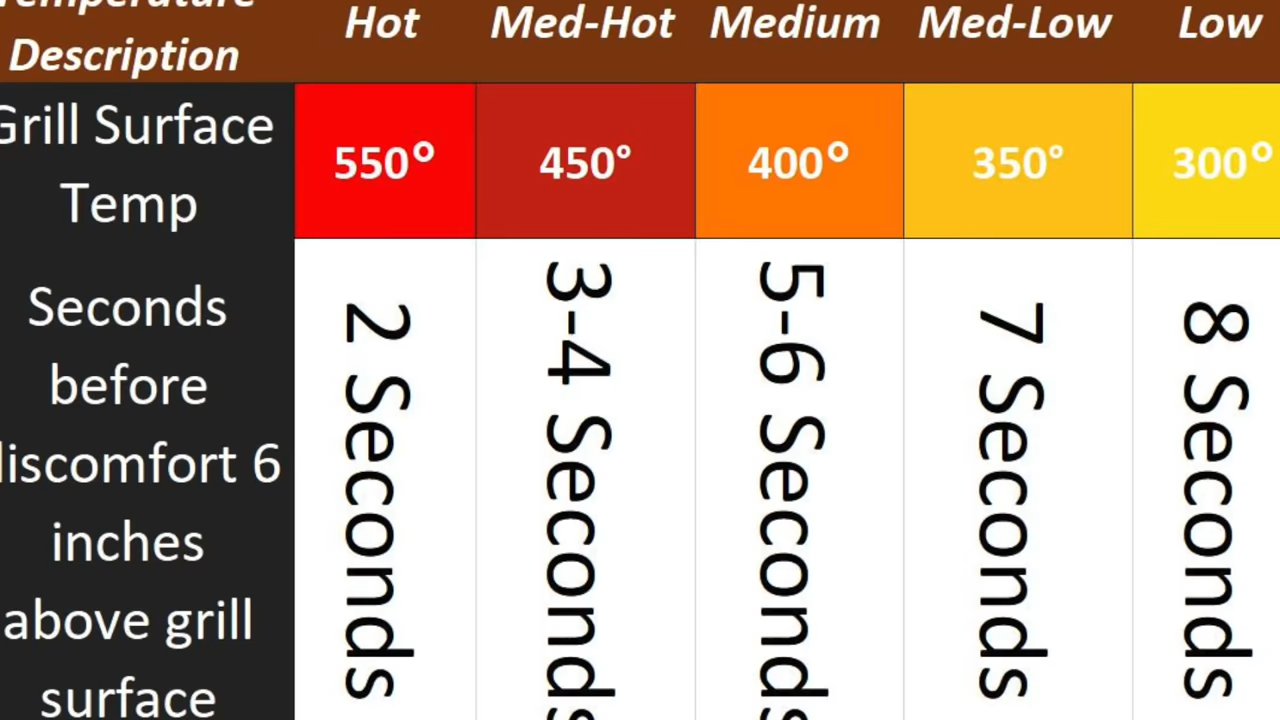 Temperature
Description
Hot
Med-Hot
Medium
Med-Low
Low
Grill Surface
Temp
550°
450°
400°
350°
300°
Seconds
before
discomfort 6
inches
above grill
surface
2 Seconds
3-4 Seconds
5-6 Seconds
7 Seconds
8 Seconds